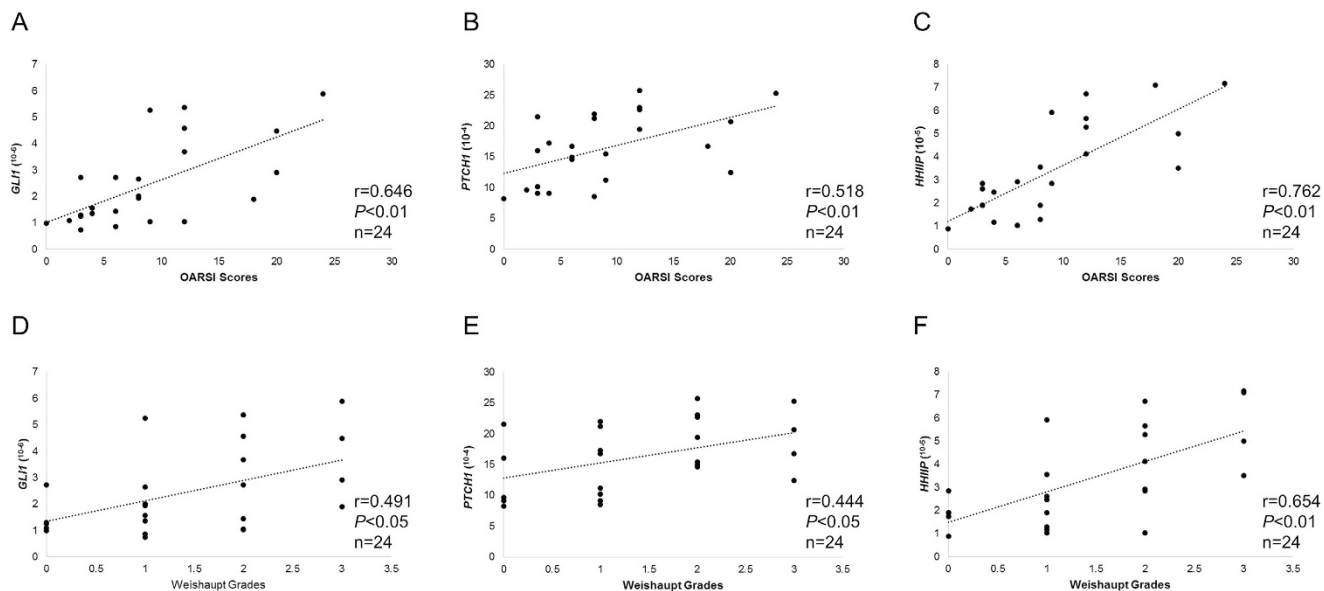 A
GLI1 (10-6)
7
6
5
4
3
2
1
0
0 5 10 15 20 25 30
OARSI Scores
r=0.646
P<0.01
n=24
B
PTCH1 (10-4)
30
25
20
15
10
5
0
0 5 10 15 20 25 30
OARSI Scores
r=0.518
P<0.01
n=24
C
HHIIP (10-5)
8
7
6
5
4
3
2
1
0
0 5 10 15 20 25 30
OARSI Scores
r=0.762
P<0.01
n=24
D
GLI1 (10-6)
7
6
5
4
3
2
1
0
0 0.5 1 1.5 2 2.5 3 3.5
Weishaupt Grades
r=0.491
P<0.05
n=24
E
PTCH1 (10-4)
30
25
20
15
10
5
0
0 0.5 1 1.5 2 2.5 3 3.5
Weishaupt Grades
r=0.444
P<0.05
n=24
F
HHIIP (10-5)
8
7
6
5
4
3
2
1
0
0 0.5 1 1.5 2 2.5 3 3.5
Weishaupt Grades
r=0.654
P<0.01
n=24